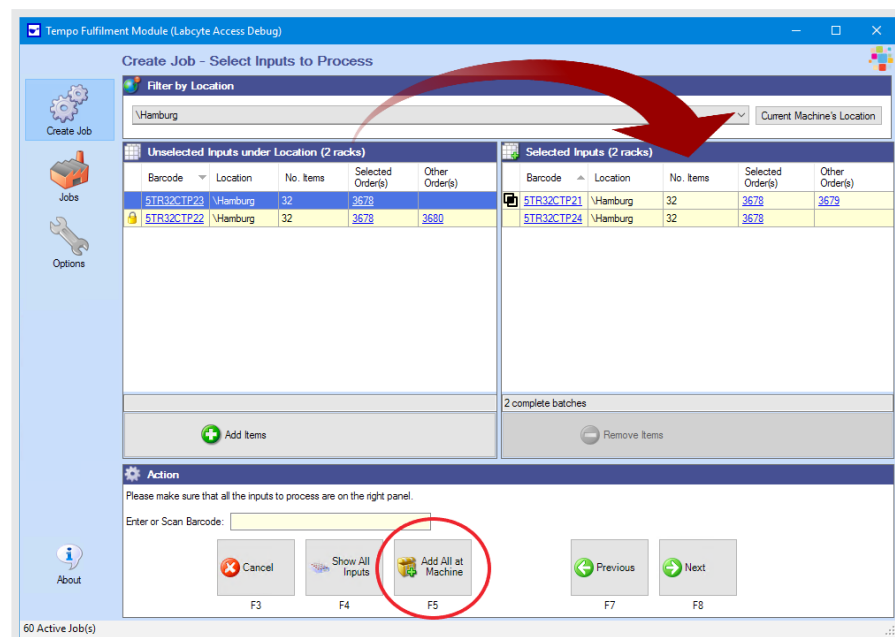 Tempo Fulfilment Module (Labcyte Access Debug)
Create Job - Select Inputs to Process
Create Job
Jobs
Options
About
Filter by Location
\Hamburg
Current Machine's Location
Unselected Inputs under Location (2 racks)
Barcode Location No. Items Selected Order(s) Other Order(s)
5TR32CTP23 \Hamburg 32 3678
5TR32CTP22 \Hamburg 32 3678 3680
Add Items
Selected Inputs (2 racks)
Barcode Location No. Items Selected Order(s) Other Order(s)
5TR32CTP21 \Hamburg 32 3678 3679
5TR32CTP24 \Hamburg 32 3678
2 complete batches
Remove Items
Action
Please make sure that all the inputs to process are on the right panel.
Enter or Scan Barcode:
Cancel
Show All
Inputs
Add All at
Machine
Previous
Next
F3 F4 F5 F7 F8
60 Active Job(s)